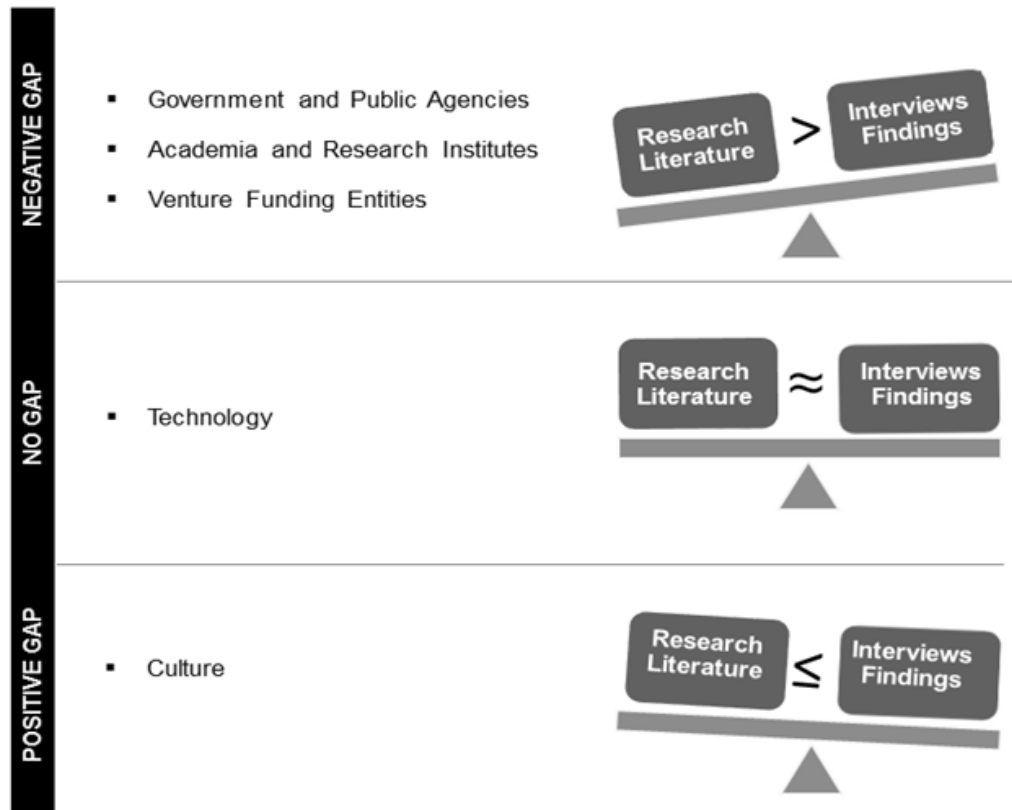 NEGATIVE GAP
▪ Government and Public Agencies
▪ Academia and Research Institutes
▪ Venture Funding Entities
Research
Literature
>
Interviews
Findings
NO GAP
▪ Technology
Research
Literature
≈
Interviews
Findings
POSITIVE GAP
▪ Culture
Research
Literature
≤
Interviews
Findings